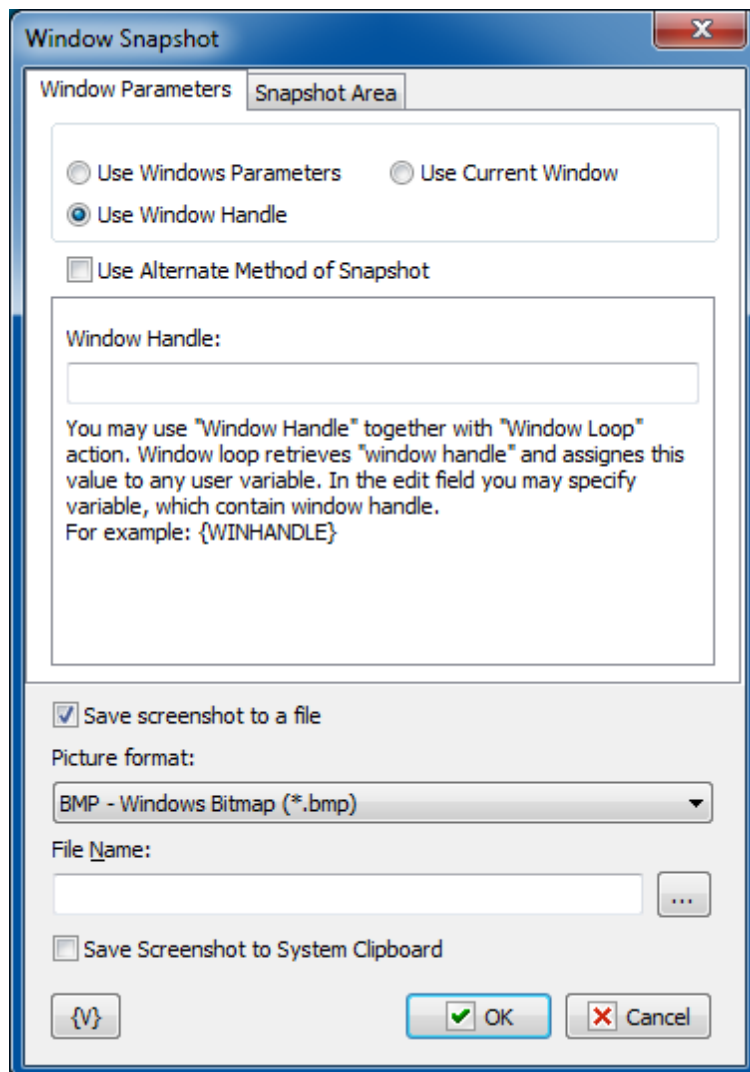 Window Snapshot
Window Parameters
Snapshot Area
Use Windows Parameters
Use Current Window
Use Window Handle
Use Alternate Method of Snapshot
Window Handle:
You may use "Window Handle" together with "Window Loop"
action. Window loop retrieves "window handle" and assignes this
value to any user variable. In the edit field you may specify
variable, which contain window handle.
For example: {WINHANDLE}
Save screenshot to a file
Picture format:
BMP - Windows Bitmap (*.bmp)
File Name:
...
Save Screenshot to System Clipboard
{V}
OK
Cancel